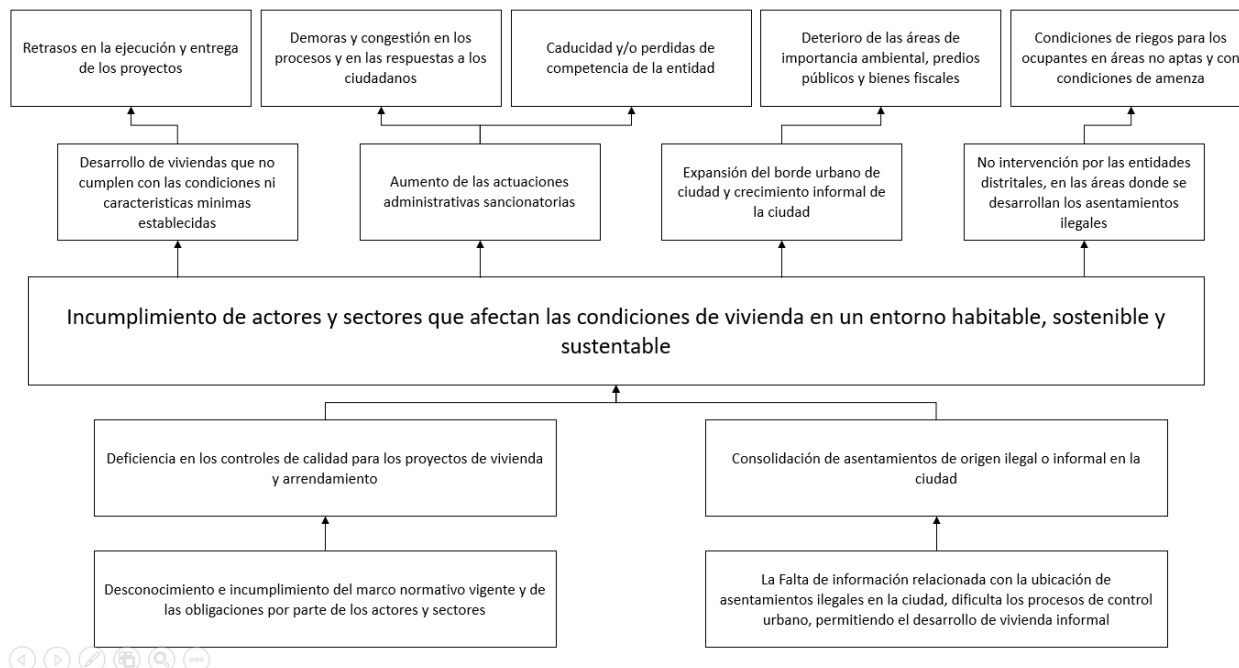 Retrasos en la ejecución y entrega
de los proyectos
Demoras y congestión en los
procesos y en las respuestas a los
ciudadanos
Caducidad y/o perdidas de
competencia de la entidad
Deterioro de las áreas de
importancia ambiental, predios
públicos y bienes fiscales
Condiciones de riegos para los
ocupantes en áreas no aptas y con
condiciones de amenza
Desarrollo de viviendas que no
cumplen con las condiciones ni
caracteristicas minimas
establecidas
Aumento de las actuaciones
administrativas sancionatorias
Expansión del borde urbano de
ciudad y crecimiento informal de
la ciudad
No intervención por las entidades
distritales, en las áreas donde se
desarrollan los asentamientos
ilegales
Incumplimiento de actores y sectores que afectan las condiciones de vivienda en un entorno habitable, sostenible y
sustentable
Deficiencia en los controles de calidad para los proyectos de vivienda
y arrendamiento
Consolidación de asentamientos de origen ilegal o informal en la
ciudad
Desconocimiento e incumplimiento del marco normativo vigente y de
las obligaciones por parte de los actores y sectores
La Falta de información relacionada con la ubicación de
asentamientos ilegales en la ciudad, dificulta los procesos de control
urbano, permitiendo el desarrollo de vivienda informal